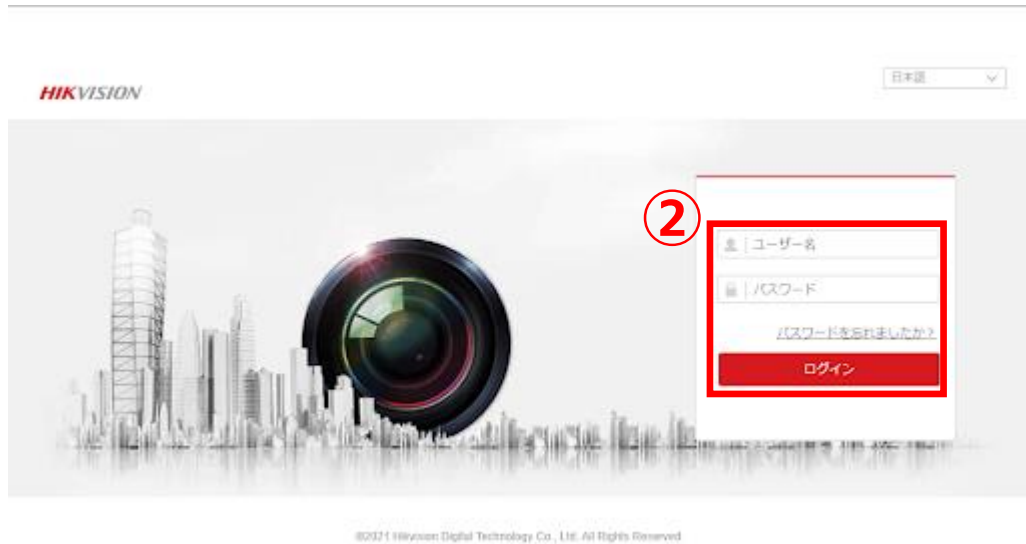 日本語
HIKVISION
②
ユーザー名
パスワード
パスワードを忘れましたか?
ログイン
©2021 Hikvision Digital Technology Co., Ltd. All Rights Reserved